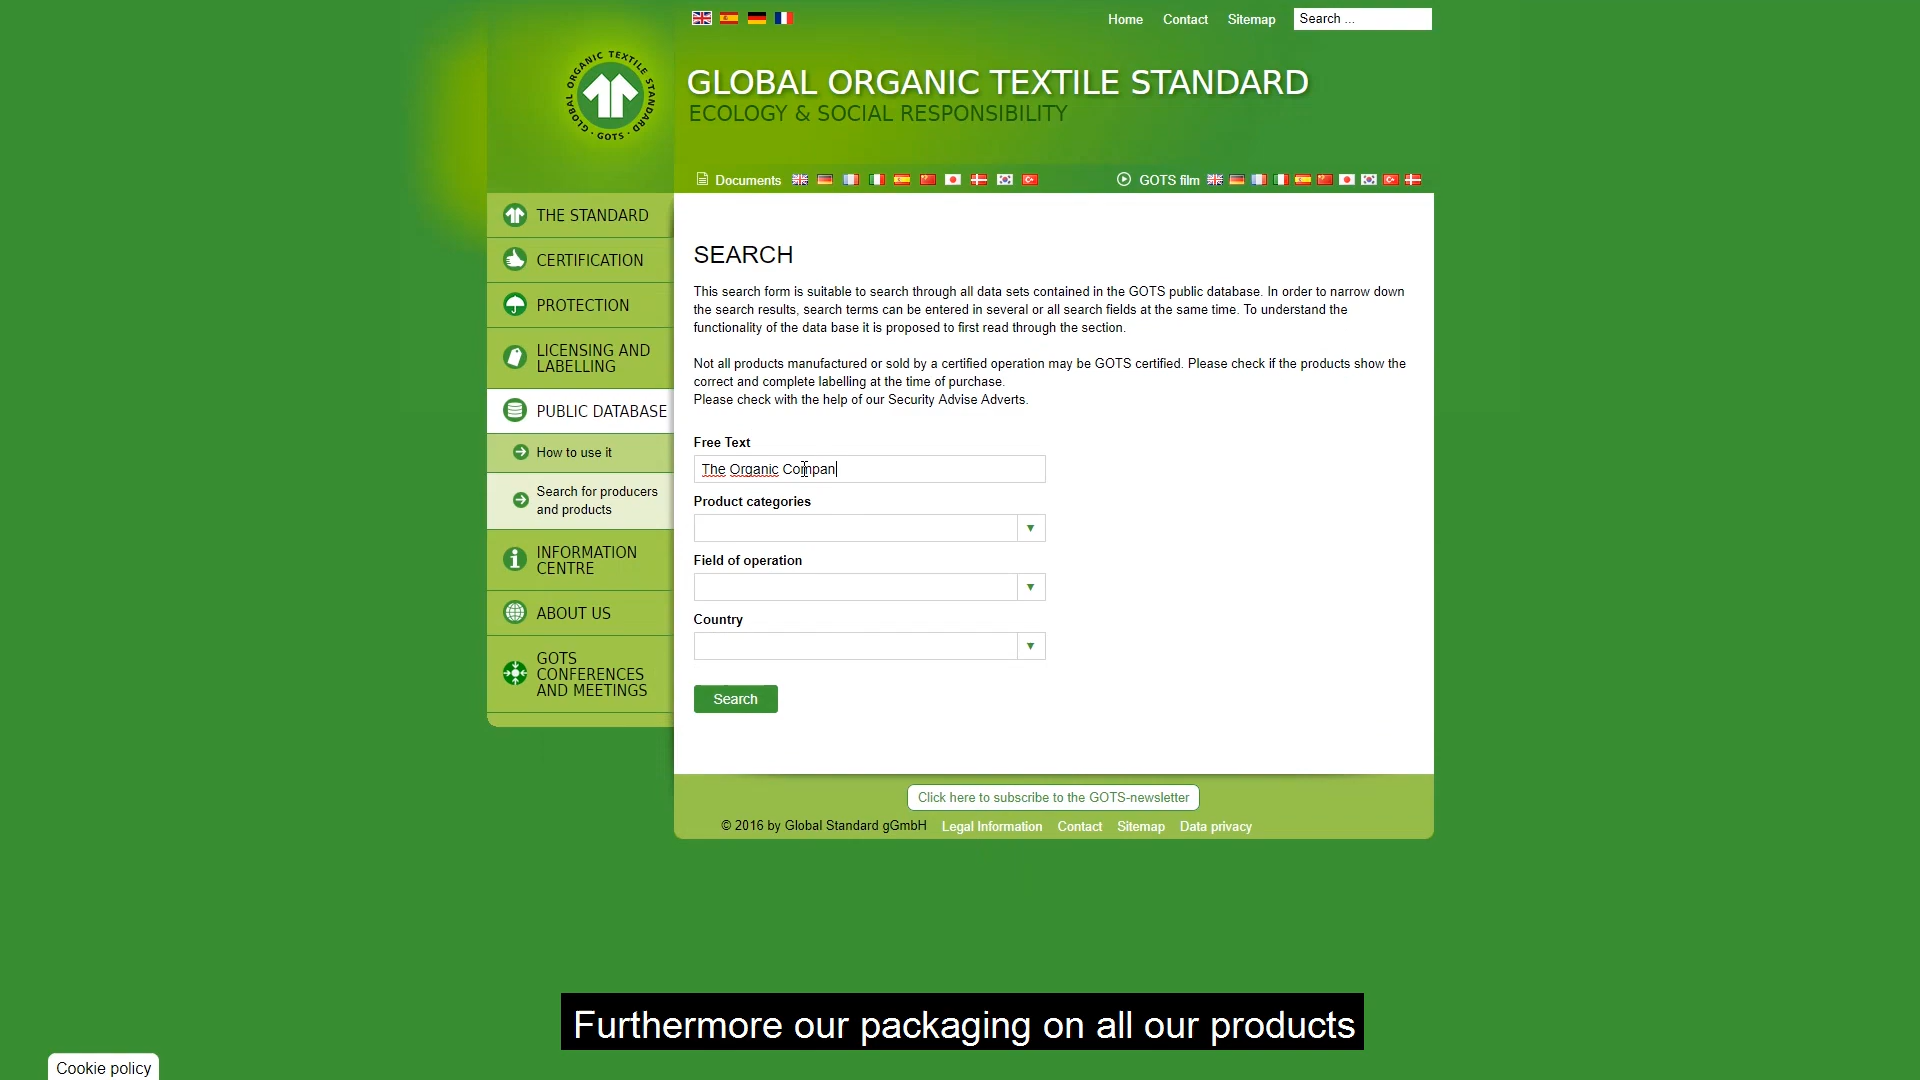 Home Contact Sitemap Search ...
GLOBAL ORGANIC TEXTILE STANDARD · GOTS ·
GLOBAL ORGANIC TEXTILE STANDARD
ECOLOGY & SOCIAL RESPONSIBILITY
Documents GOTS film
THE STANDARD
CERTIFICATION
PROTECTION
LICENSING AND
LABELLING
PUBLIC DATABASE
How to use it
Search for producers
and products
INFORMATION
CENTRE
ABOUT US
GOTS
CONFERENCES
AND MEETINGS
SEARCH
This search form is suitable to search through all data sets contained in the GOTS public database. In order to narrow down
the search results, search terms can be entered in several or all search fields at the same time. To understand the
functionality of the data base it is proposed to first read through the section.
Not all products manufactured or sold by a certified operation may be GOTS certified. Please check if the products show the
correct and complete labelling at the time of purchase.
Please check with the help of our Security Advise Adverts.
Free Text
The Organic Compan
Product categories
Field of operation
Country
Search
Click here to subscribe to the GOTS-newsletter
© 2016 by Global Standard gGmbH Legal Information Contact Sitemap Data privacy
Furthermore our packaging on all our products
Cookie policy